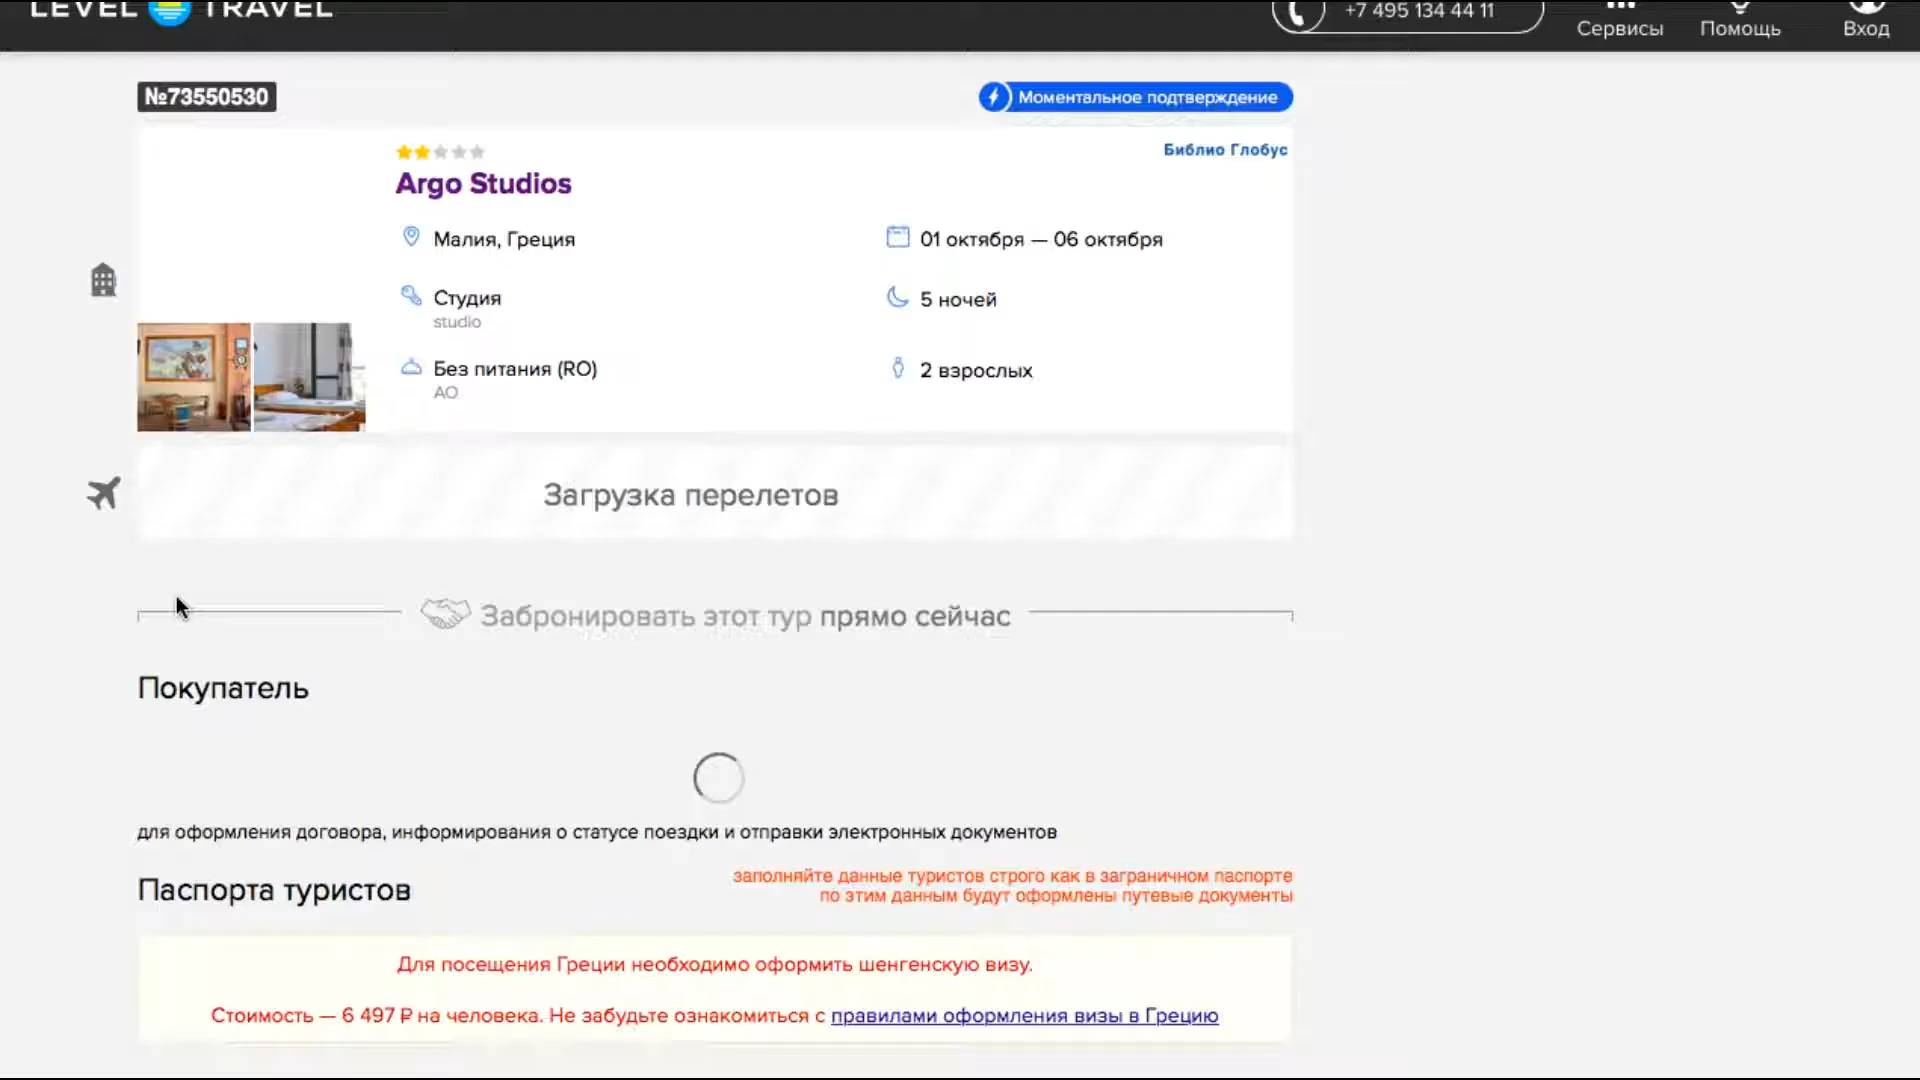 LEVEL TRAVEL
+7 495 134 44 11
Сервисы
Помощь
Вход
№73550530
Моментальное подтверждение
Библио Глобус
Argo Studios
Малия, Греция
01 октября — 06 октября
Студия
studio
5 ночей
Без питания (RO)
AO
2 взрослых
Загрузка перелетов
Забронировать этот тур прямо сейчас
Покупатель
для оформления договора, информирования о статусе поездки и отправки электронных документов
Паспорта туристов
заполняйте данные туристов строго как в заграничном паспорте
по этим данным будут оформлены путевые документы
Для посещения Греции необходимо оформить шенгенскую визу.
Стоимость — 6 497 ₽ на человека. Не забудьте ознакомиться с правилами оформления визы в Грецию